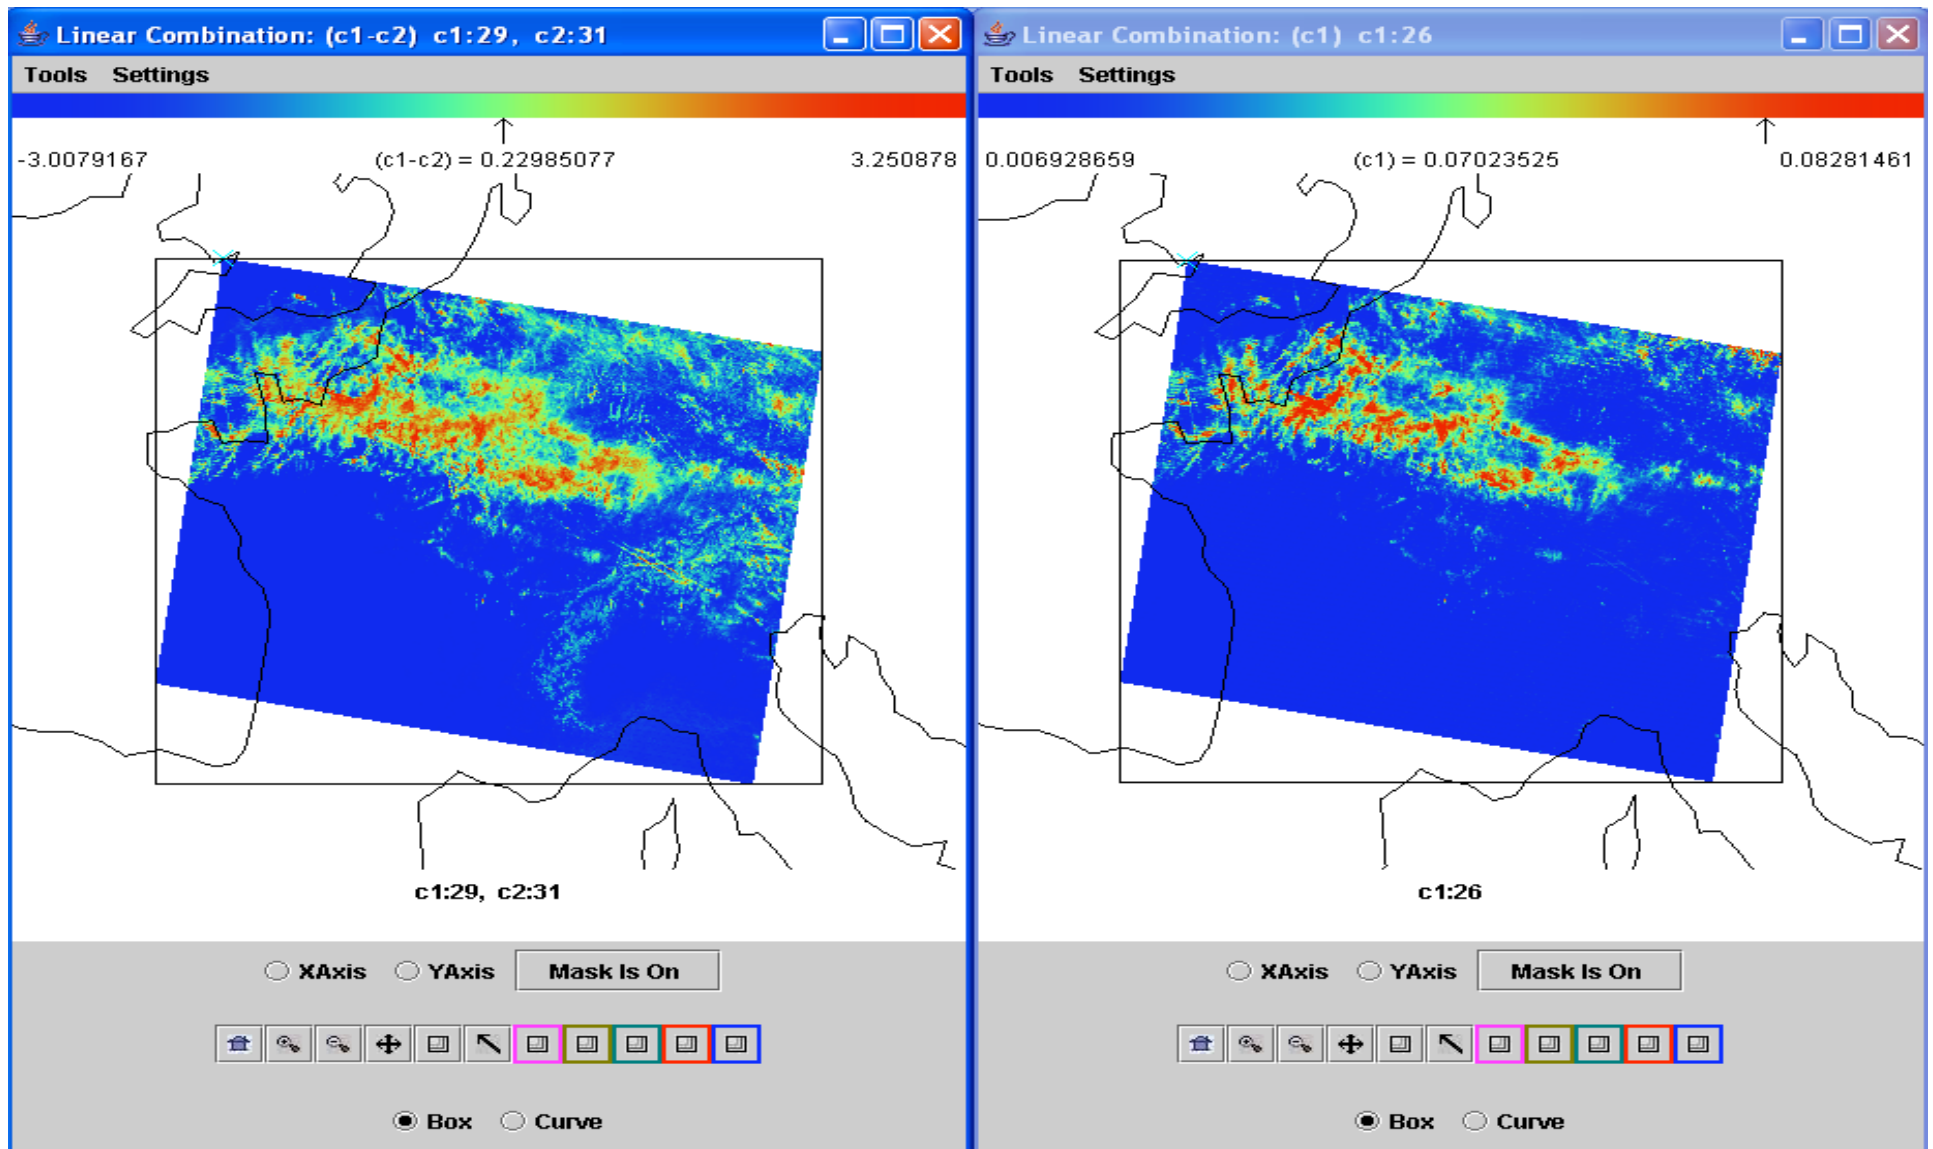 Linear Combination: (c1-c2) c1:29, c2:31
Tools Settings
-3.0079167 (c1-c2) = 0.22985077 3.250878
c1:29, c2:31
XAxis YAxis Mask Is On
Box Curve
Linear Combination: (c1) c1:26
Tools Settings
0.006928659 (c1) = 0.07023525 0.08281461
c1:26
XAxis YAxis Mask Is On
Box Curve